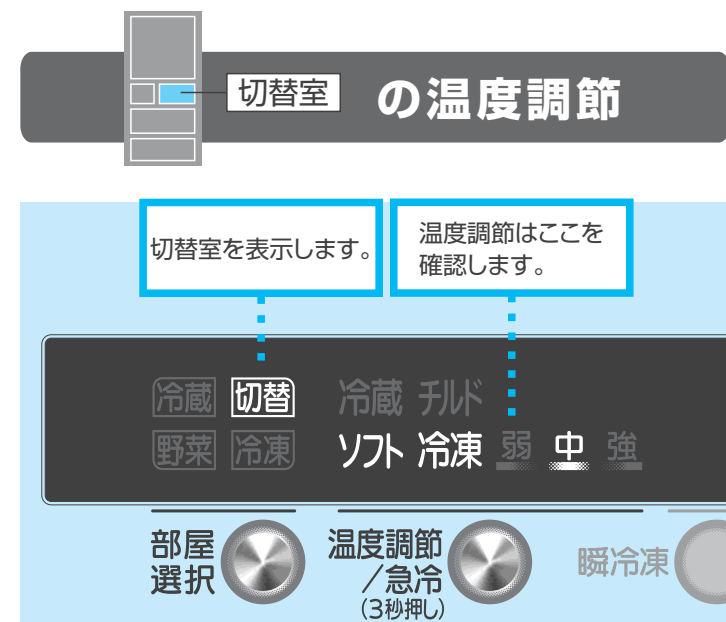 切替室 の温度調節
切替室を表示します。
温度調節はここを
確認します。
冷蔵 切替 冷蔵 チルド
野菜 冷凍 ソフト 冷凍 弱 中 強
部屋
選択
温度調節
／急冷
(3秒押し)
瞬冷凍